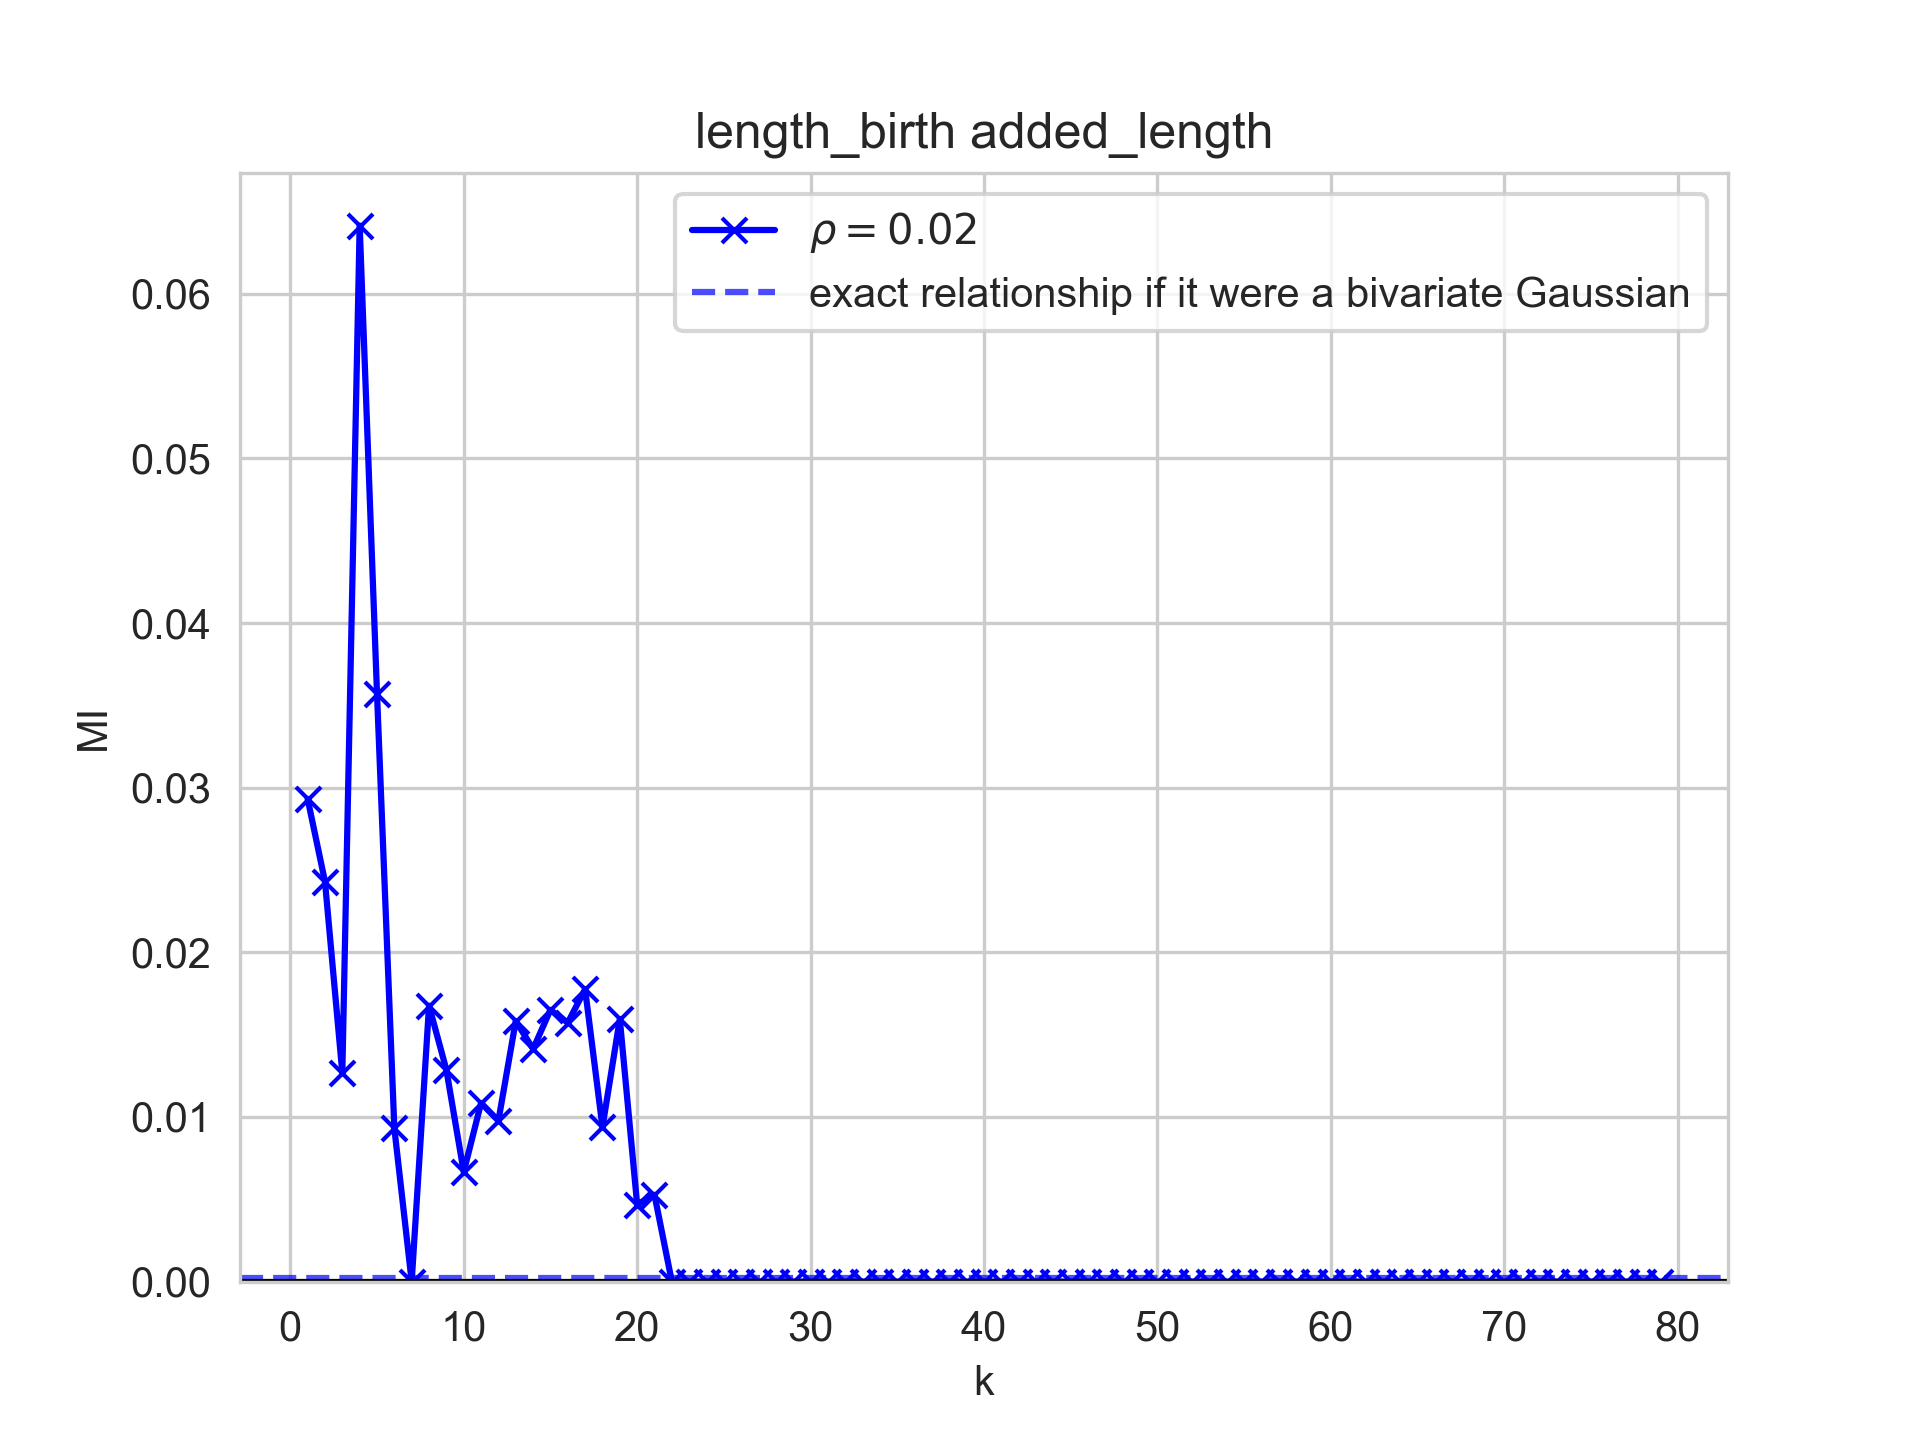 length_birth added_length
ρ = 0.02
exact relationship if it were a bivariate Gaussian
0.06
0.05
0.04
0.03
0.02
0.01
0.00
MI
0 10 20 30 40 50 60 70 80
k